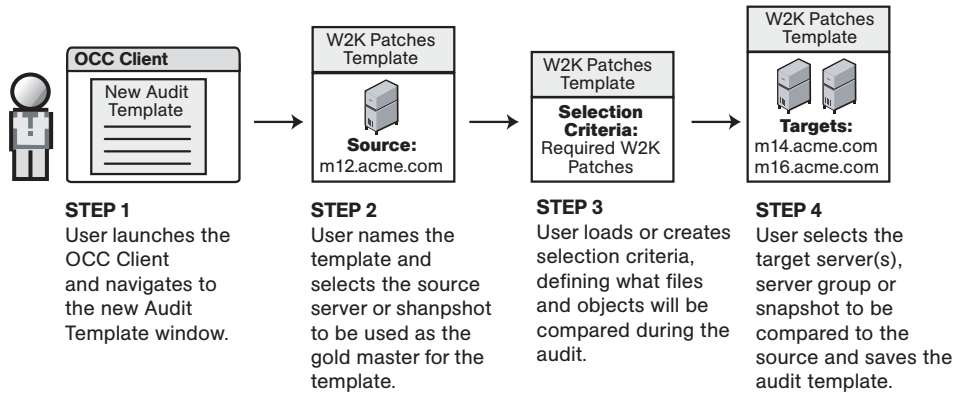 OCC Client
New Audit
Template
W2K Patches
Template
Source:
m12.acme.com
W2K Patches
Template
Selection
Criteria:
Required W2K
Patches
W2K Patches
Template
Targets:
m14.acme.com
m16.acme.com
STEP 1
User launches the
OCC Client
and navigates to
the new Audit
Template window.
STEP 2
User names the
template and
selects the source
server or shanpshot
to be used as the
gold master for the
template.
STEP 3
User loads or creates
selection criteria,
defining what files
and objects will be
compared during the
audit.
STEP 4
User selects the
target server(s),
server group or
snapshot to be
compared to the
source and saves the
audit template.